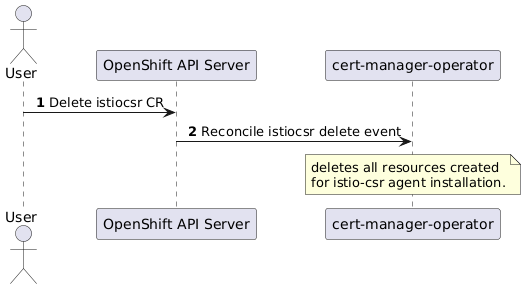 User
OpenShift API Server
cert-manager-operator
1 Delete istiocsr CR
2 Reconcile istiocsr delete event
deletes all resources created
for istio-csr agent installation.
User
OpenShift API Server
cert-manager-operator